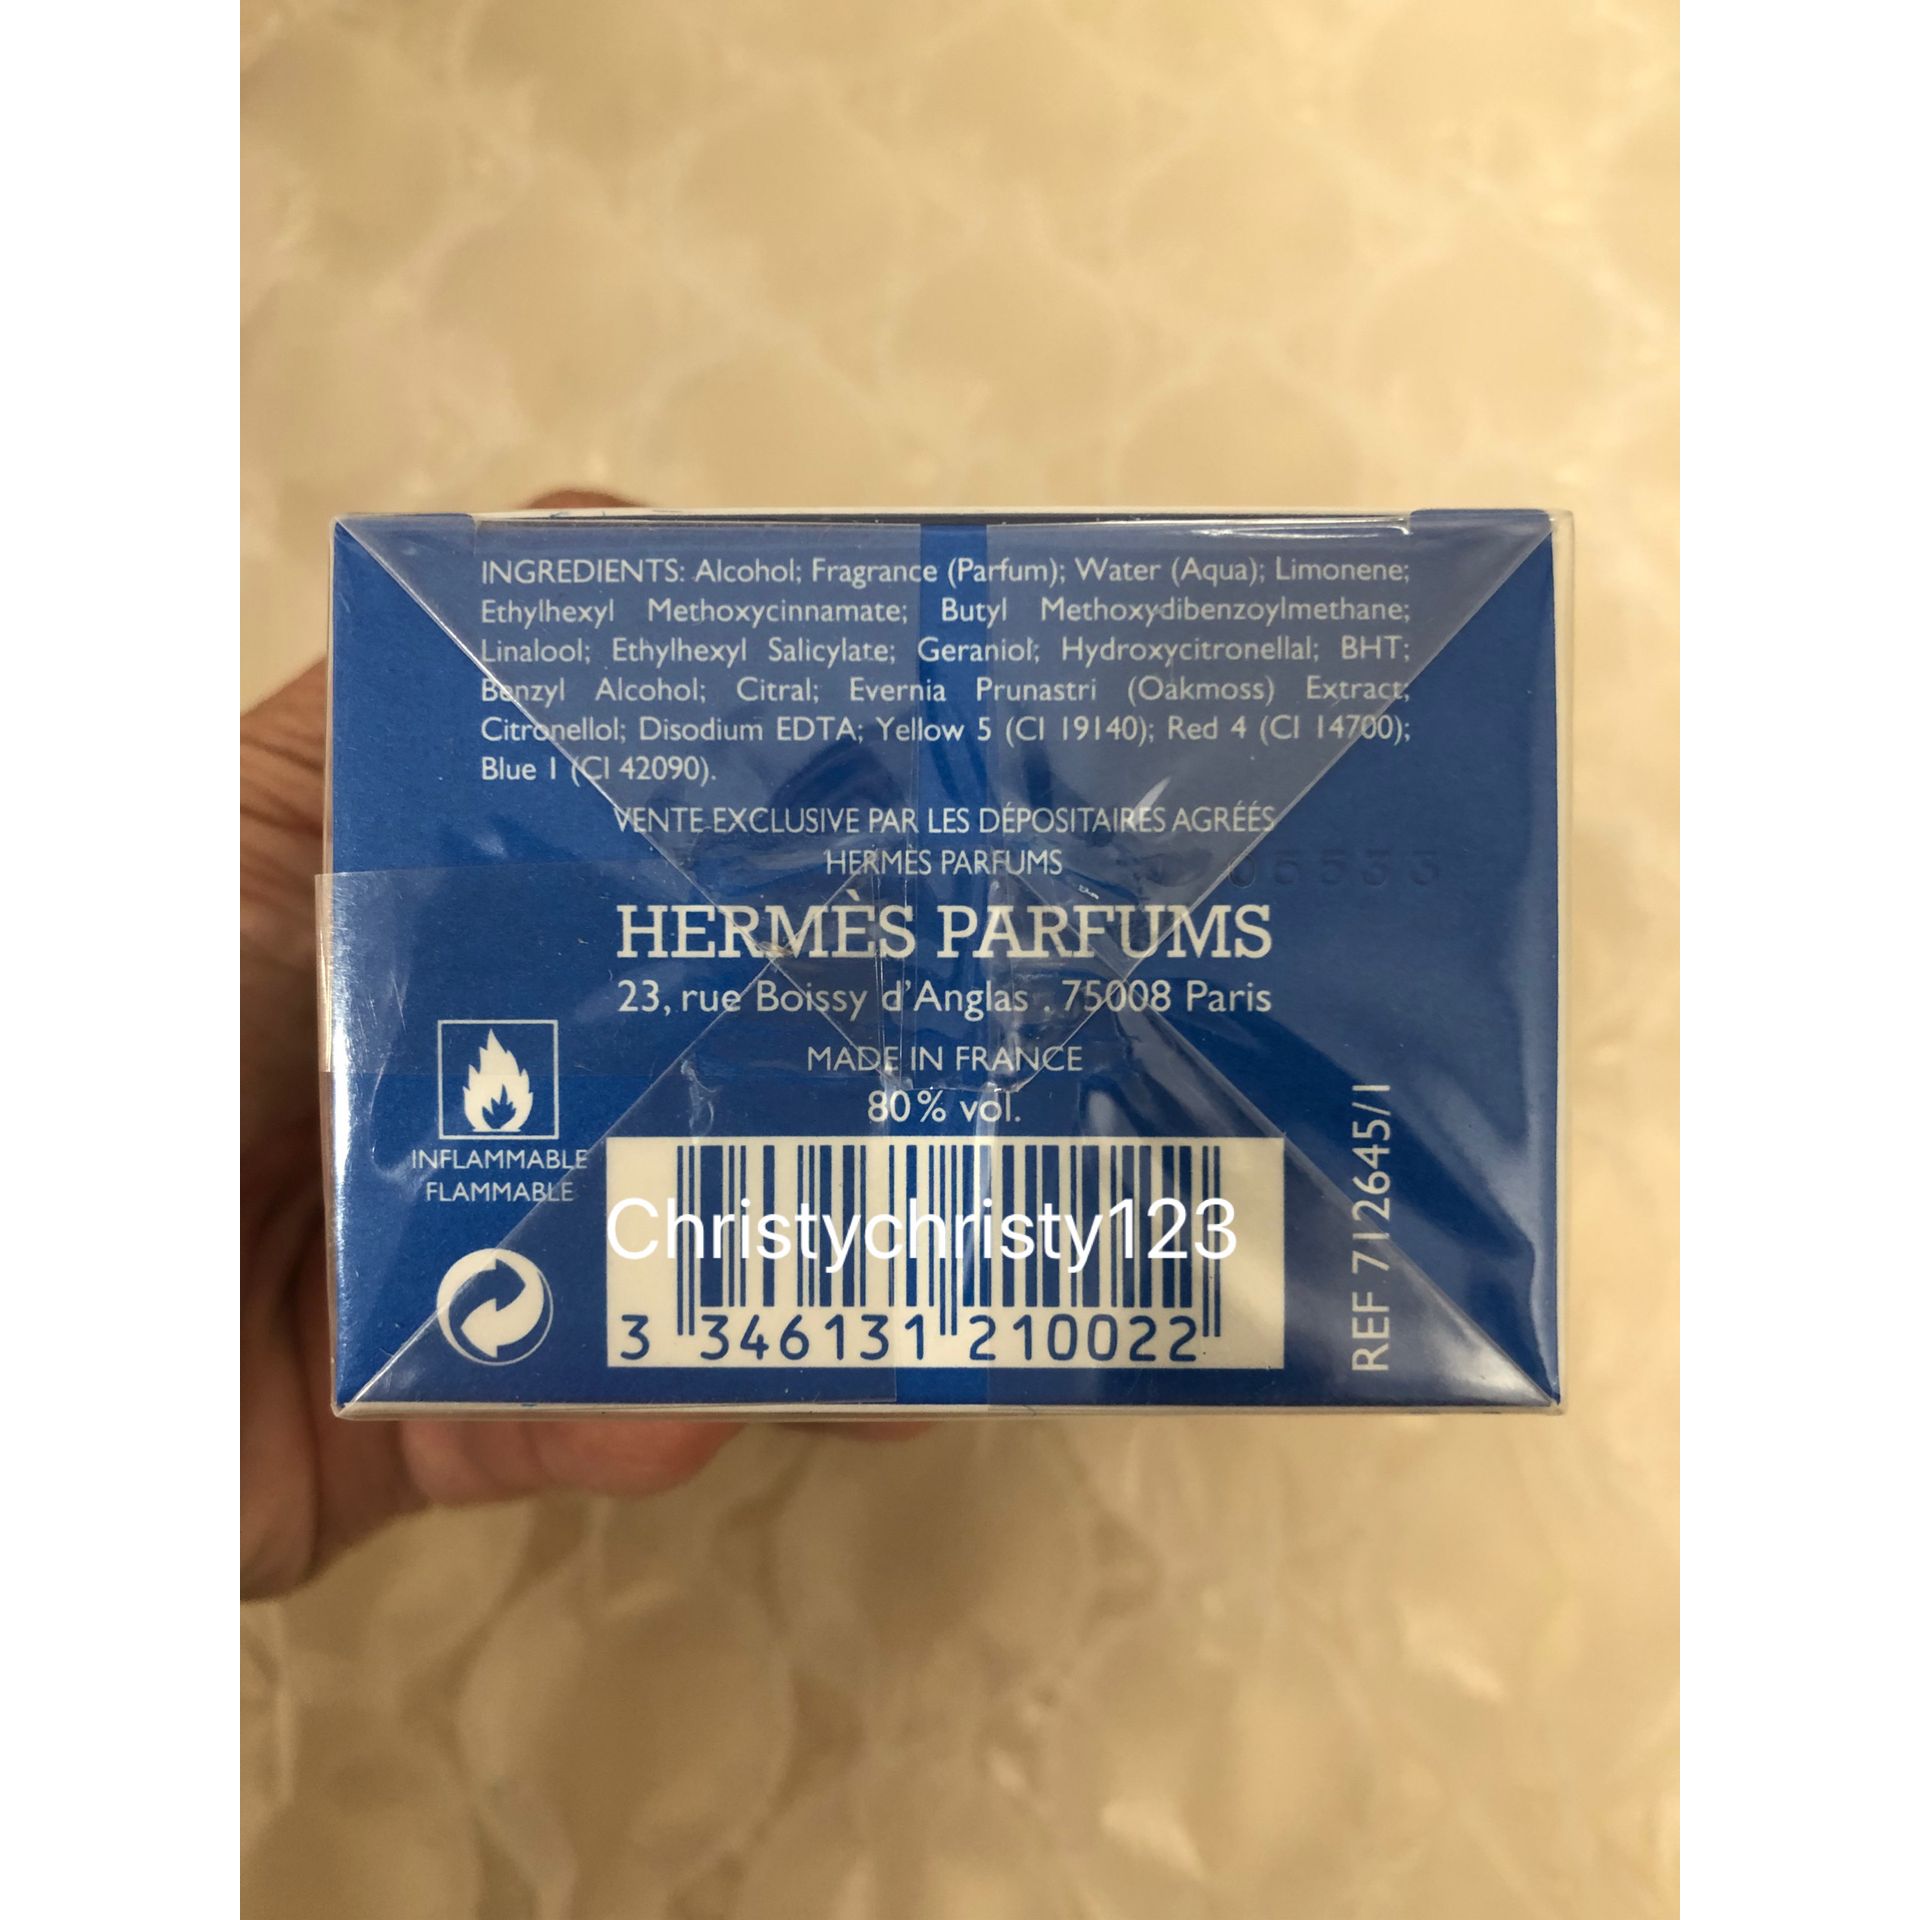 INGREDIENTS: Alcohol; Fragrance (Parfum); Water (Aqua); Limonene;
Ethylhexyl Methoxycinnamate; Butyl Methoxydibenzoylmethane;
Linalool; Ethylhexyl Salicylate; Geraniol; Hydroxycitronellal; BHT;
Benzyl Alcohol; Citral; Evernia Prunastri (Oakmoss) Extract;
Citronellol; Disodium EDTA; Yellow 5 (CI 19140); Red 4 (CI 14700);
Blue 1 (CI 42090).
VENTE EXCLUSIVE PAR LES DÉPOSITAIRES AGRÉÉS
HERMÈS PARFUMS
HERMÈS PARFUMS
23, rue Boissy d'Anglas . 75008 Paris
MADE IN FRANCE
80% vol.
INFLAMMABLE
FLAMMABLE
Christychristy123
3 346131 210022
REF 712645/1